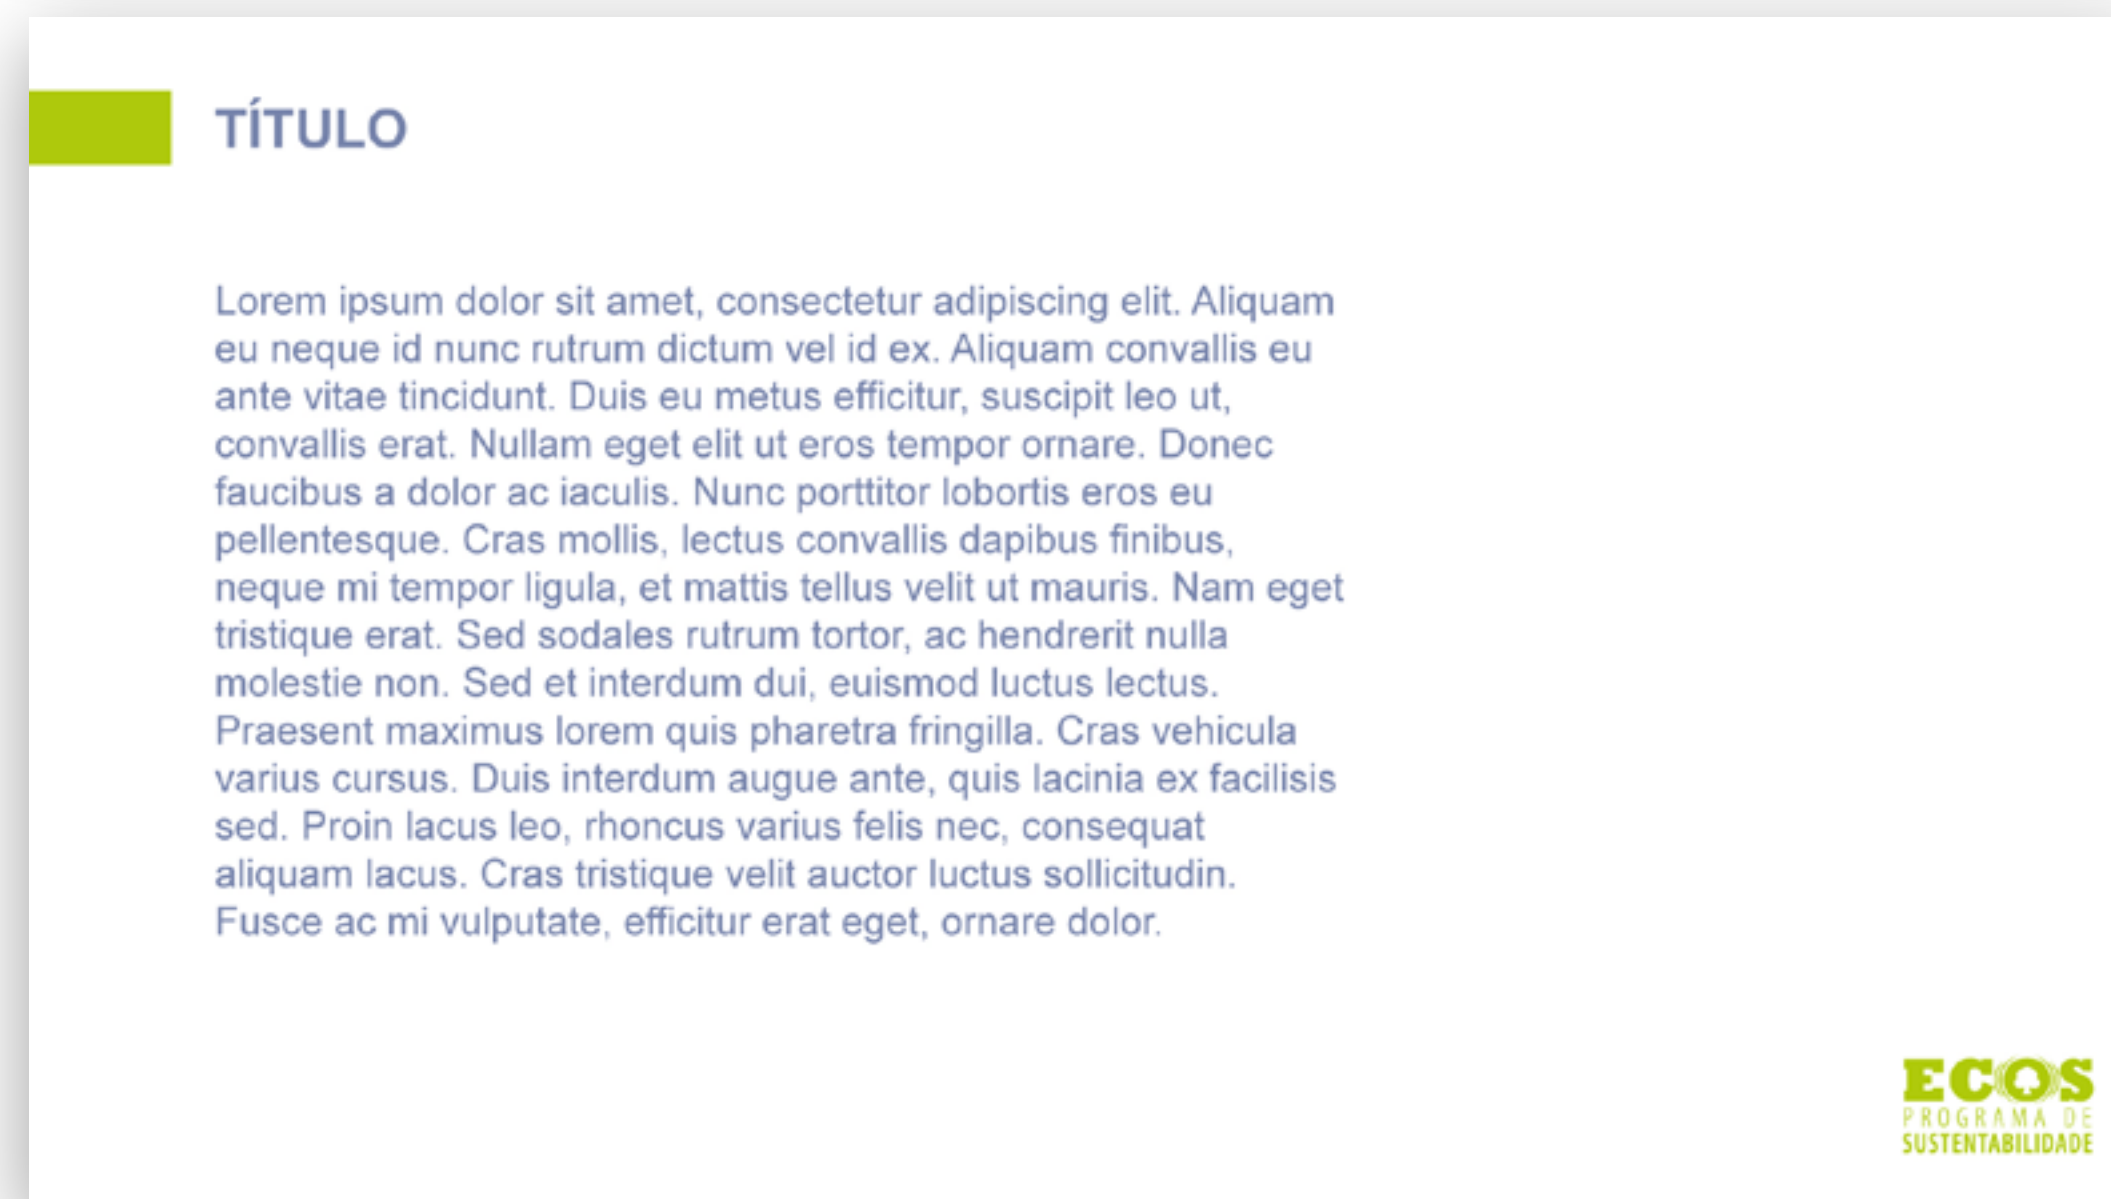 TÍTULO
Lorem ipsum dolor sit amet, consectetur adipiscing elit. Aliquam
eu neque id nunc rutrum dictum vel id ex. Aliquam convallis eu
ante vitae tincidunt. Duis eu metus efficitur, suscipit leo ut,
convallis erat. Nullam eget elit ut eros tempor ornare. Donec
faucibus a dolor ac iaculis. Nunc porttitor lobortis eros eu
pellentesque. Cras mollis, lectus convallis dapibus finibus,
neque mi tempor ligula, et mattis tellus velit ut mauris. Nam eget
tristique erat. Sed sodales rutrum tortor, ac hendrerit nulla
molestie non. Sed et interdum dui, euismod luctus lectus.
Praesent maximus lorem quis pharetra fringilla. Cras vehicula
varius cursus. Duis interdum augue ante, quis lacinia ex facilisis
sed. Proin lacus leo, rhoncus varius felis nec, consequat
aliquam lacus. Cras tristique velit auctor luctus sollicitudin.
Fusce ac mi vulputate, efficitur erat eget, ornare dolor.
ECOS
PROGRAMA DE
SUSTENTABILIDADE